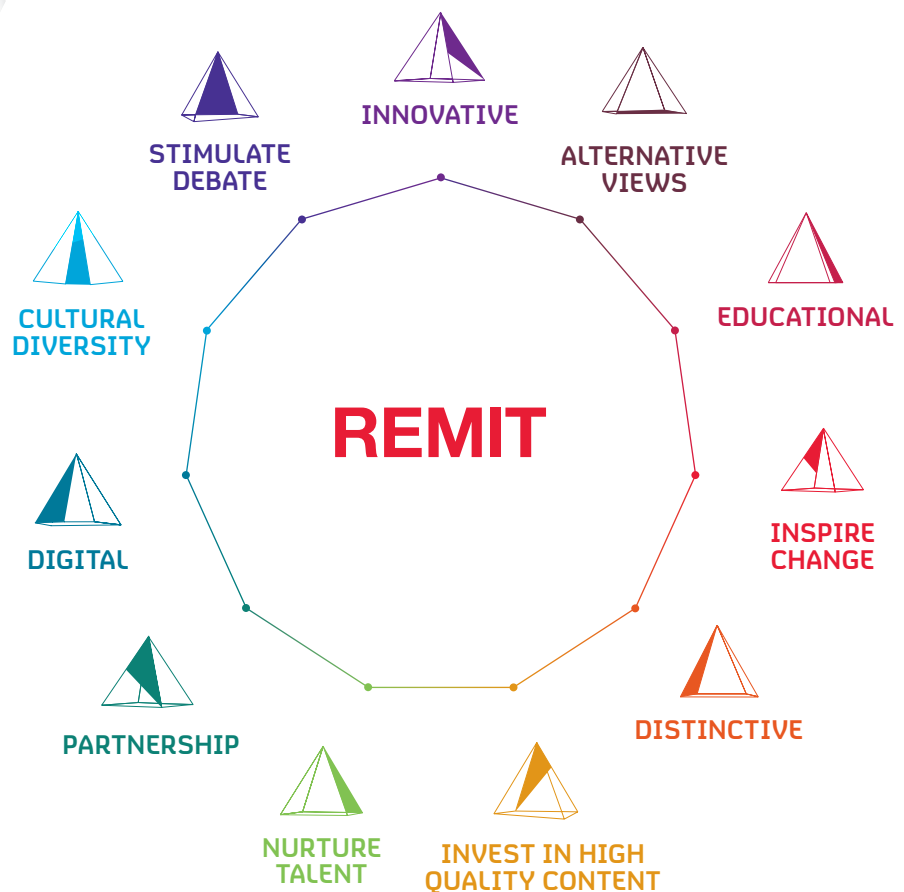 INNOVATIVE
STIMULATE
DEBATE
ALTERNATIVE
VIEWS
CULTURAL
DIVERSITY
EDUCATIONAL
REMIT
DIGITAL
INSPIRE
CHANGE
PARTNERSHIP
DISTINCTIVE
NURTURE
TALENT
INVEST IN HIGH
QUALITY CONTENT